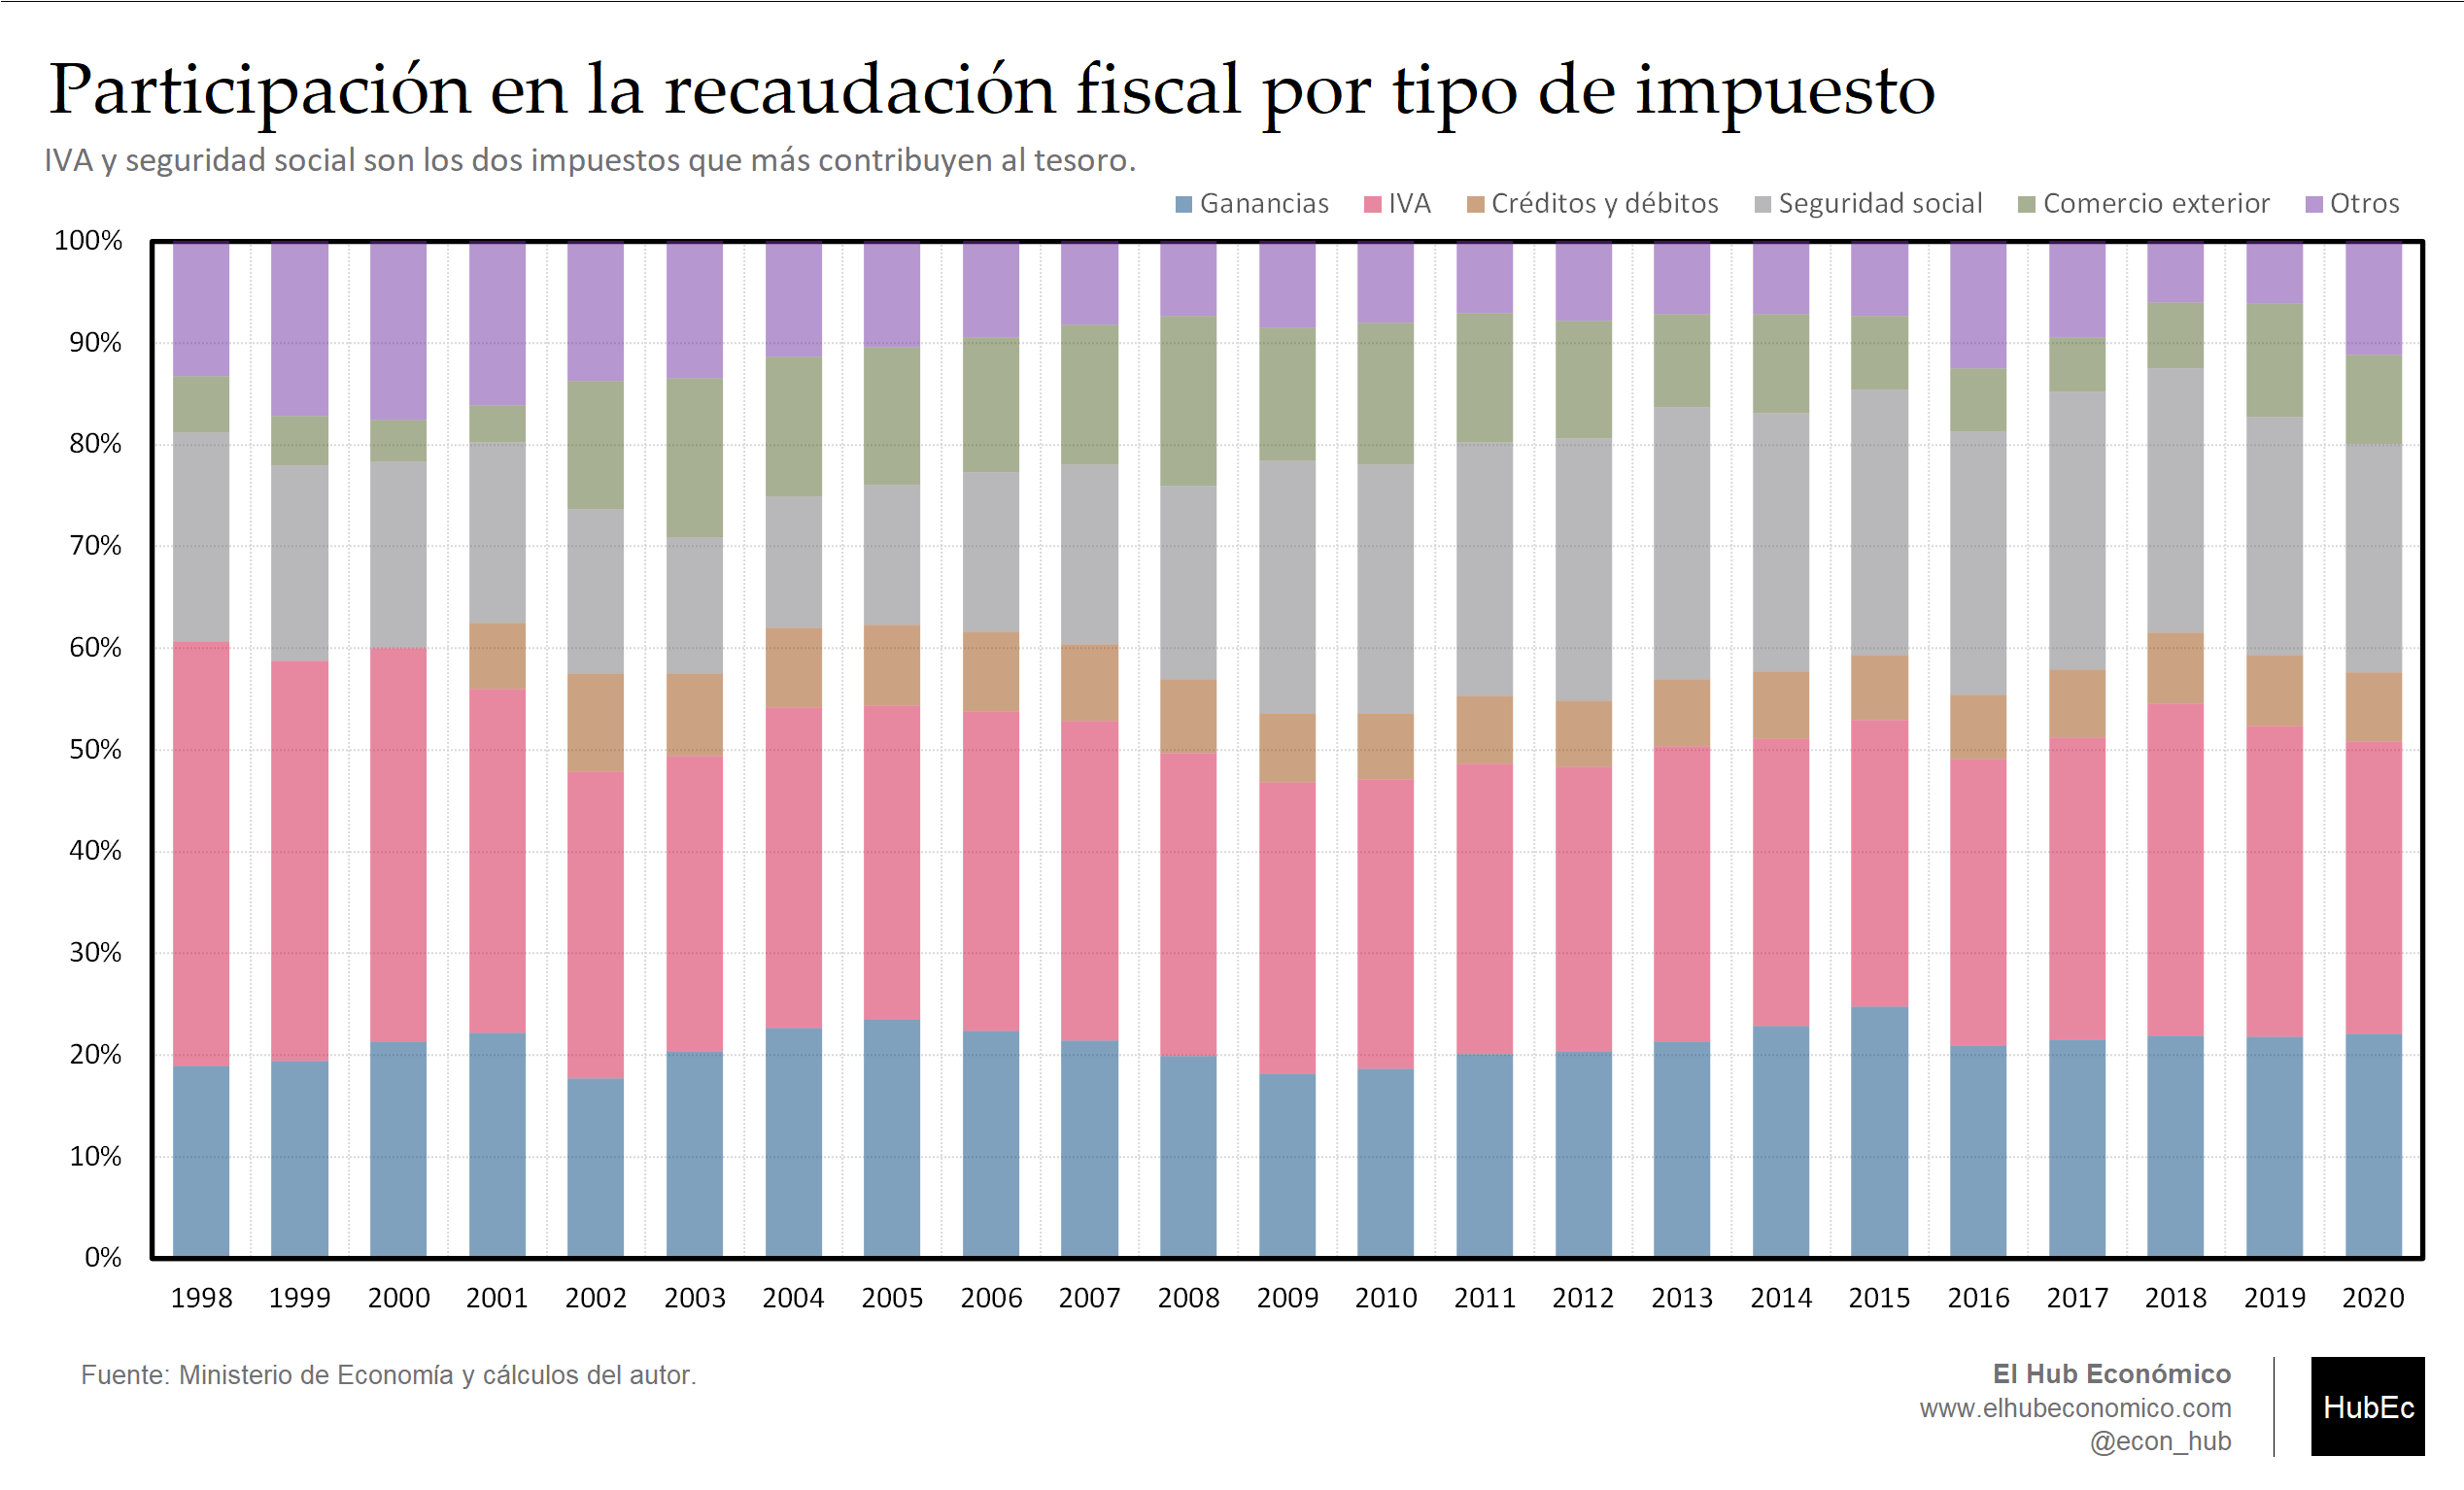 Participación en la recaudación fiscal por tipo de impuesto
IVA y seguridad social son los dos impuestos que más contribuyen al tesoro.
Ganancias IVA Créditos y débitos Seguridad social Comercio exterior Otros
100%
90%
80%
70%
60%
50%
40%
30%
20%
10%
0%
1998 1999 2000 2001 2002 2003 2004 2005 2006 2007 2008 2009 2010 2011 2012 2013 2014 2015 2016 2017 2018 2019 2020
Fuente: Ministerio de Economía y cálculos del autor.
El Hub Económico
www.elhubeconomico.com
@econ_hub
HubEc